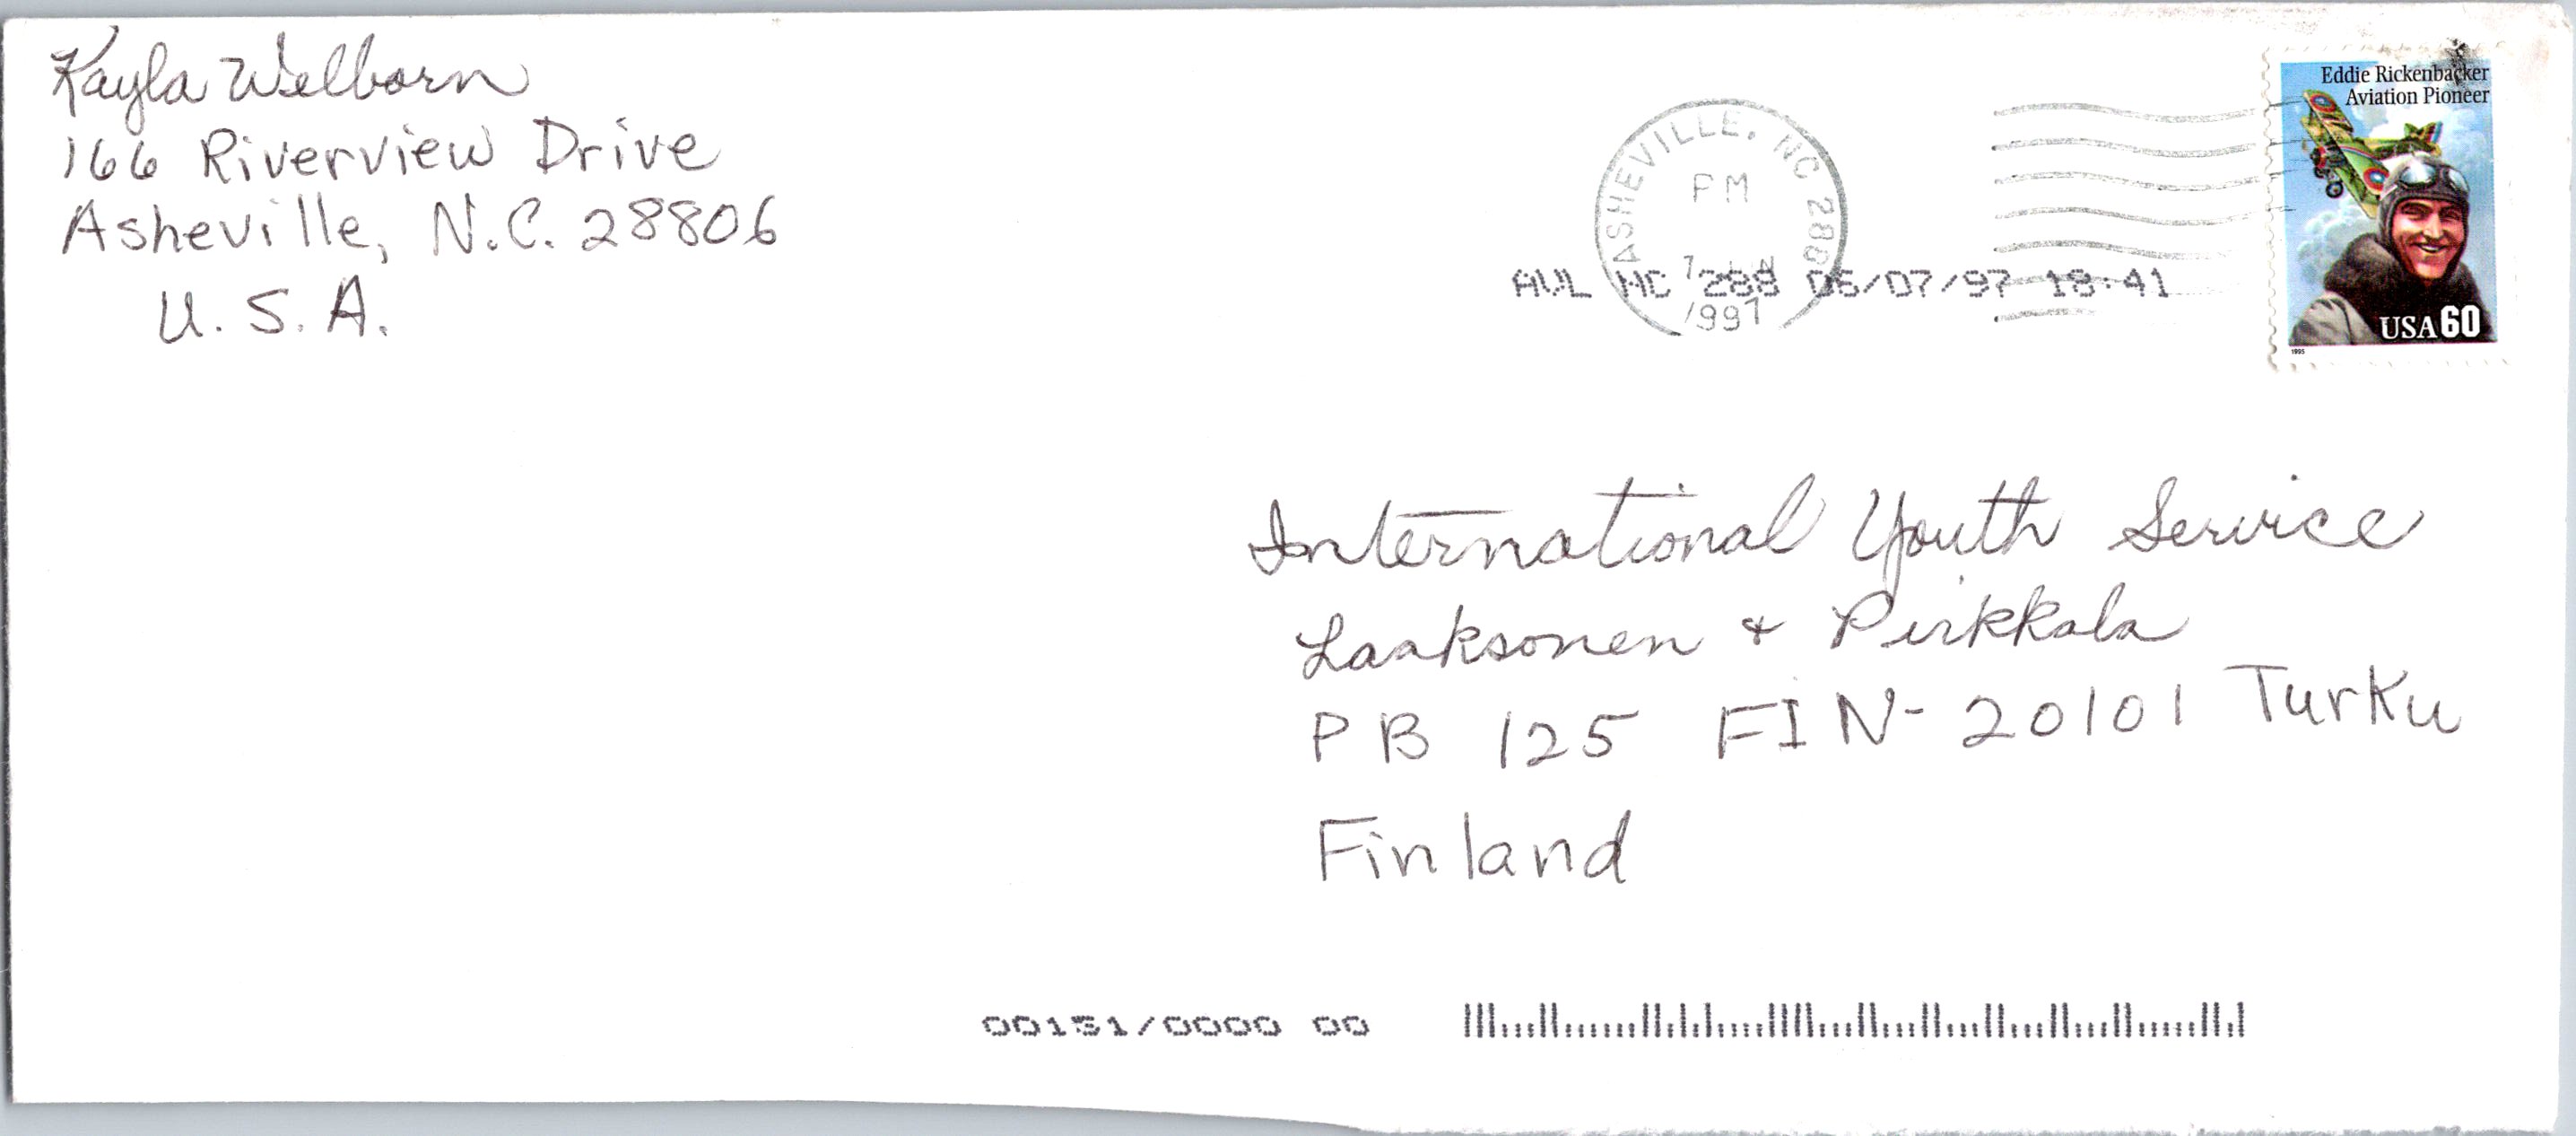 Kayla Welborn
166 Riverview Drive
Asheville, N.C. 28806
U. S. A.
Eddie Rickenbacker
Aviation Pioneer
USA 60
1995
ASHEVILLE, NC 288
PM
7
1997
AVL NC 288 06/07/97 18:41
International Youth Service
Laaksonen + Pirkkala
PB 125 FIN-20101 Turku
Finland
00151/0000 00